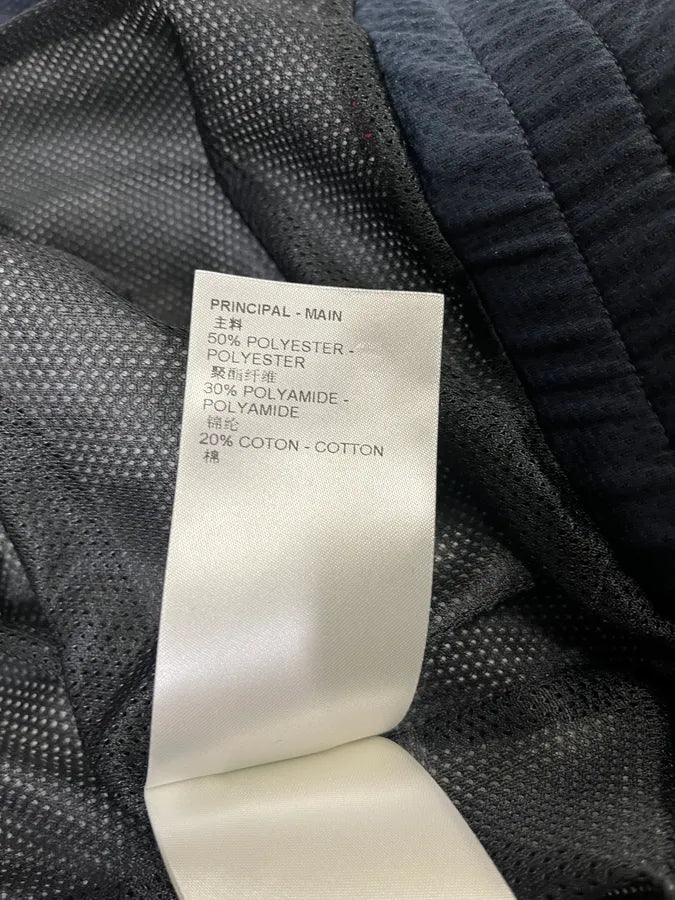 PRINCIPAL - MAIN
主料
50% POLYESTER -
POLYESTER
聚酯纤维
30% POLYAMIDE -
POLYAMIDE
锦纶
20% COTON - COTTON
棉